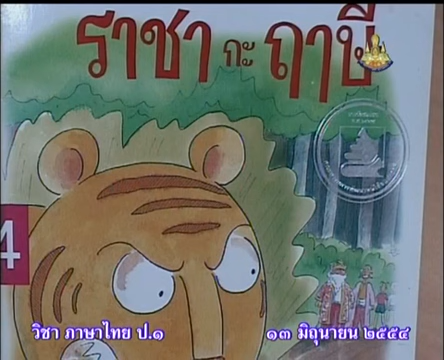 ราชา กะ ฤาษี
4
วิชา ภาษาไทย ป.๑
๑๓ มิถุนายน ๒๕๕๔